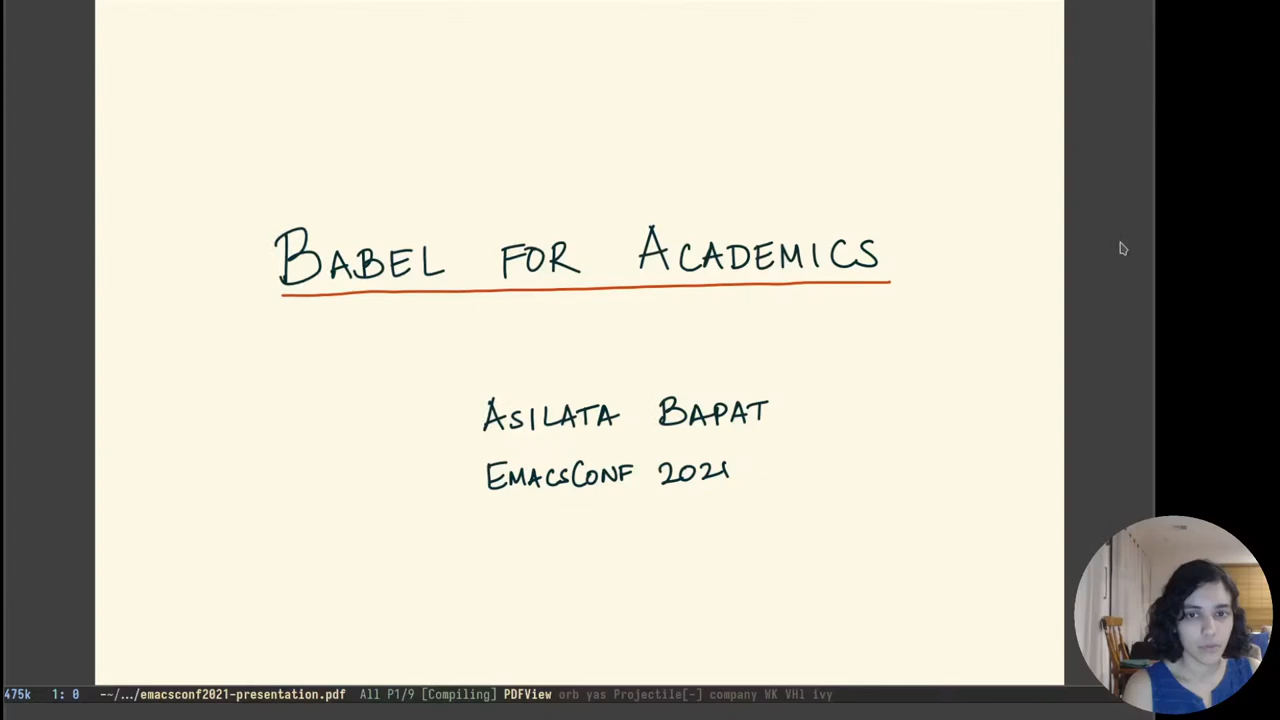 BABEL FOR ACADEMICS
ASILATA BAPAT
EMACSCONF 2021
475k 1: 0 ~~/.../emacsconf2021-presentation.pdf All P1/9 [Compiling] PDFView orb yas Projectile[-] company WK VHl ivy